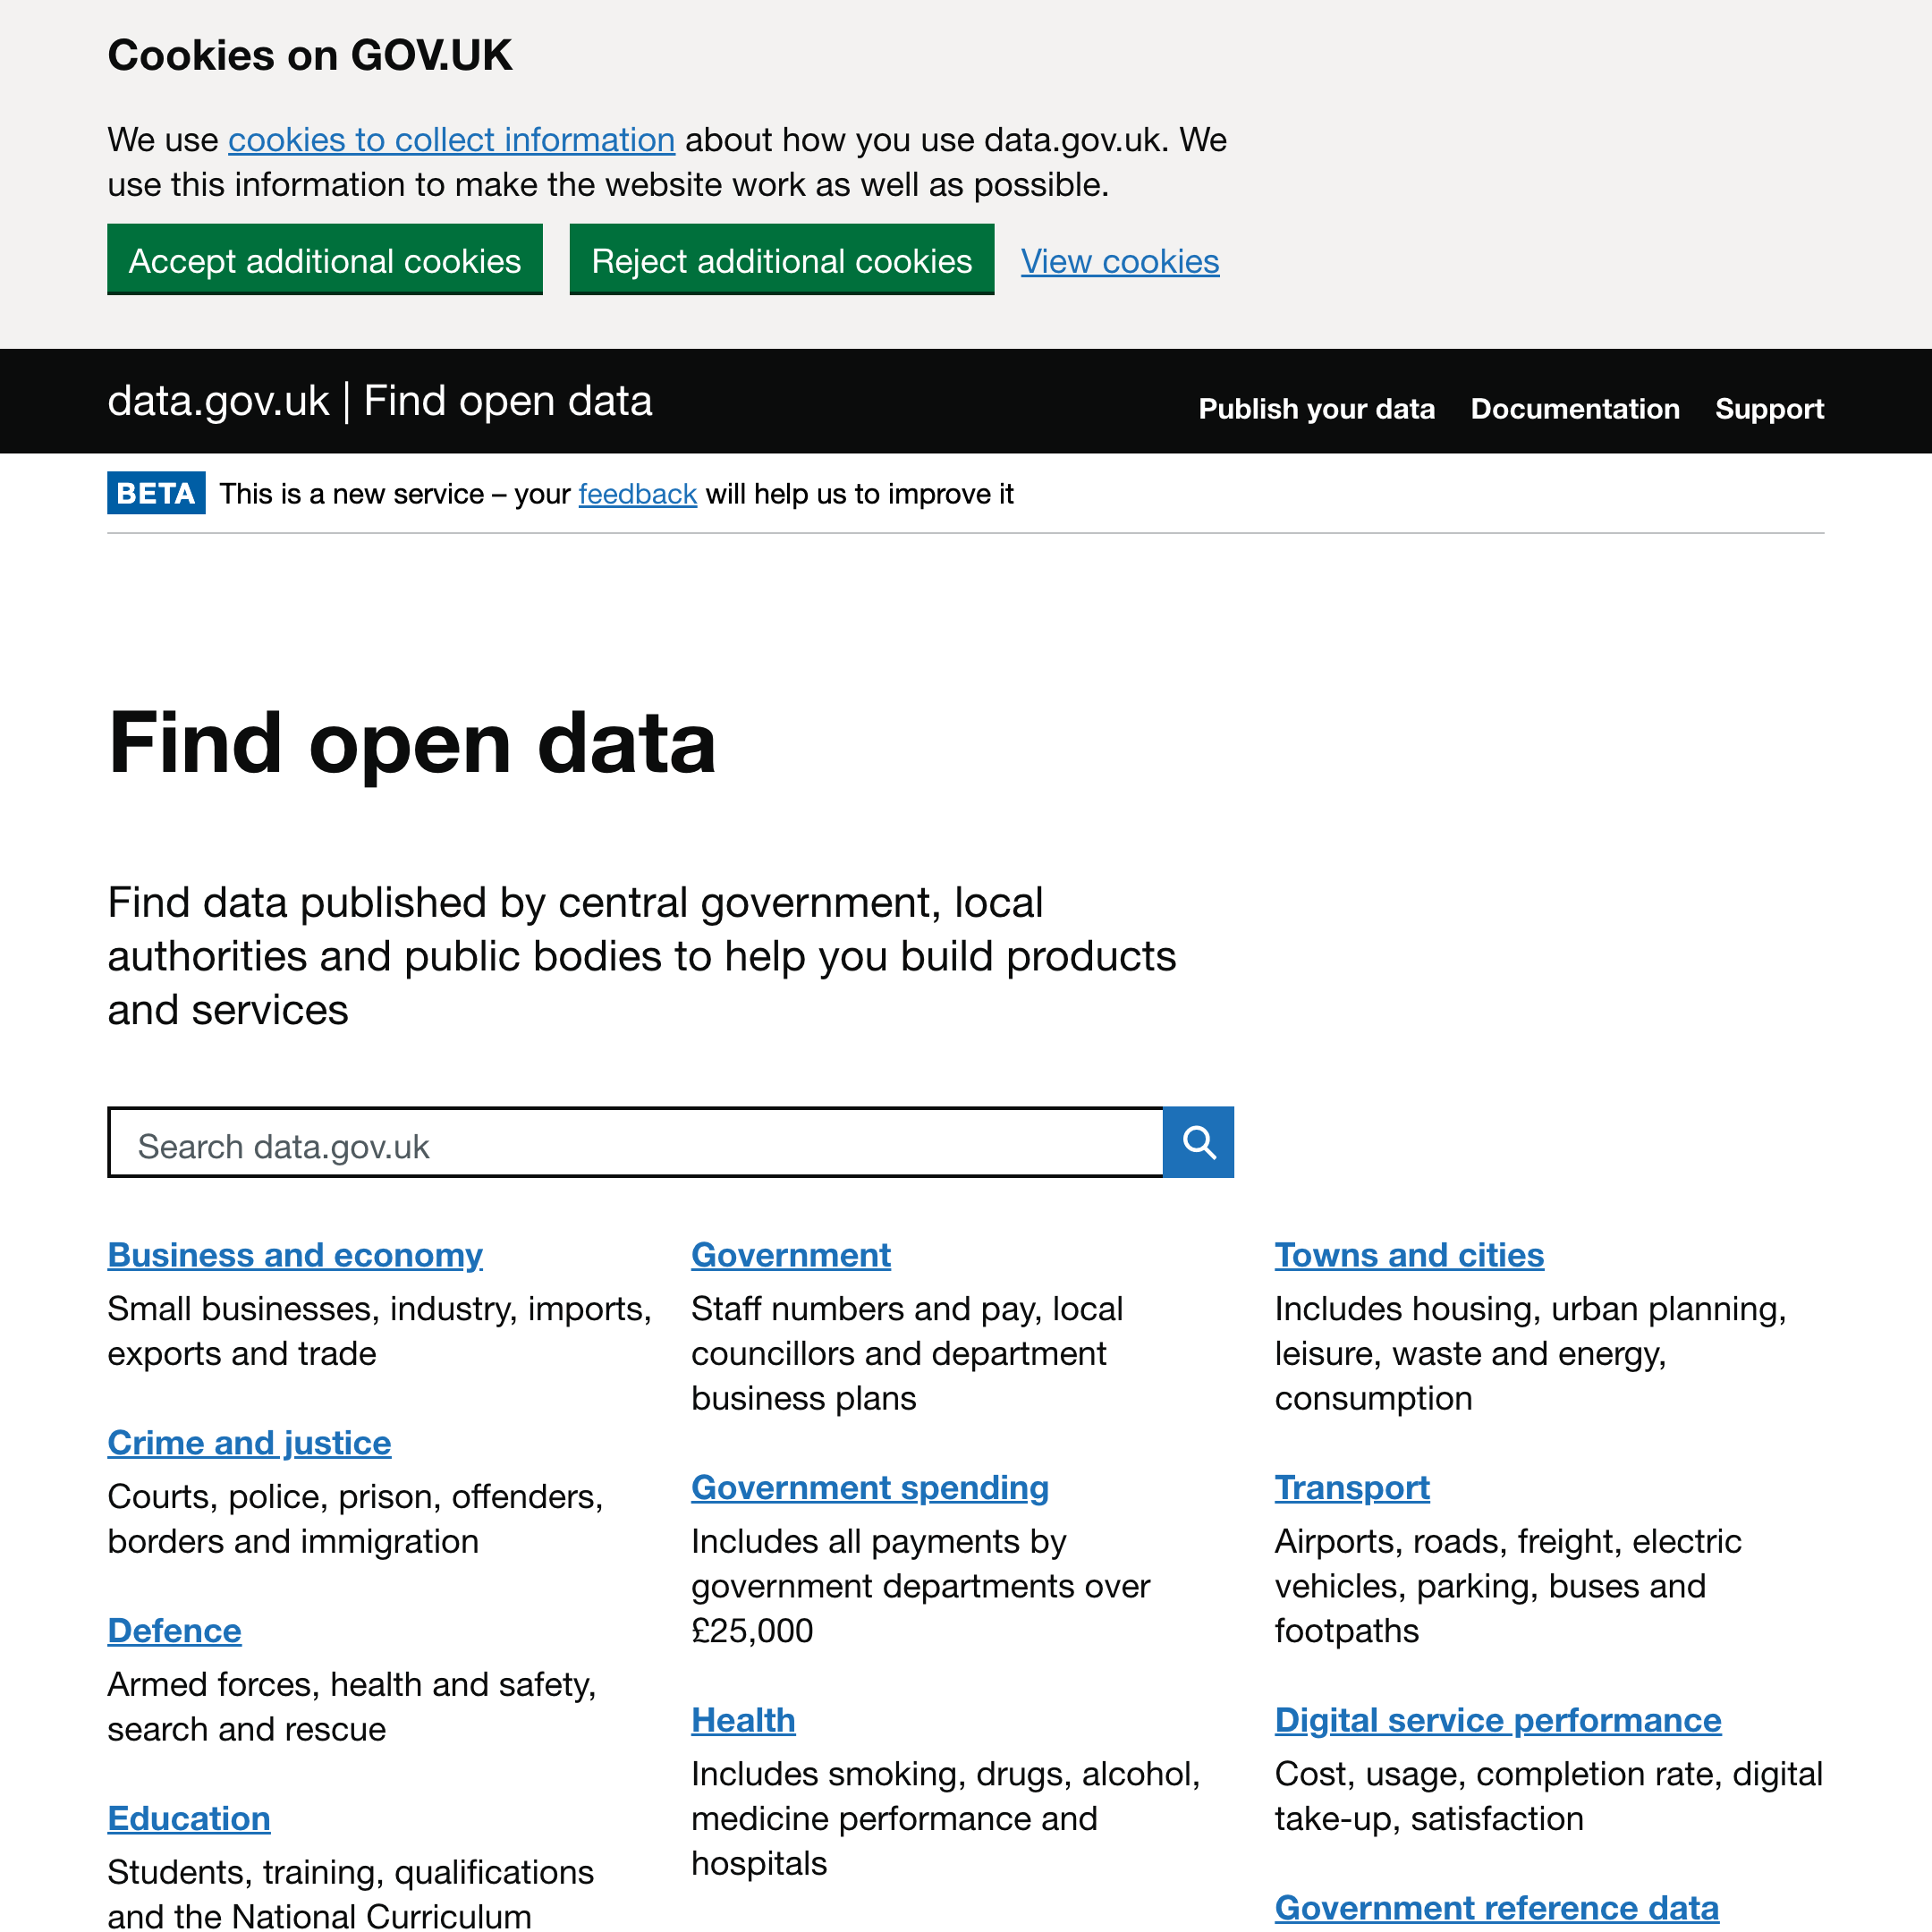 Cookies on GOV.UK
We use cookies to collect information about how you use data.gov.uk. We
use this information to make the website work as well as possible.
Accept additional cookies
Reject additional cookies
View cookies
data.gov.uk | Find open data
Publish your data
Documentation
Support
BETA
This is a new service – your feedback will help us to improve it
Find open data
Find data published by central government, local
authorities and public bodies to help you build products
and services
Search data.gov.uk
Business and economy
Small businesses, industry, imports,
exports and trade
Crime and justice
Courts, police, prison, offenders,
borders and immigration
Defence
Armed forces, health and safety,
search and rescue
Education
Students, training, qualifications
and the National Curriculum
Government
Staff numbers and pay, local
councillors and department
business plans
Government spending
Includes all payments by
government departments over
£25,000
Health
Includes smoking, drugs, alcohol,
medicine performance and
hospitals
Towns and cities
Includes housing, urban planning,
leisure, waste and energy,
consumption
Transport
Airports, roads, freight, electric
vehicles, parking, buses and
footpaths
Digital service performance
Cost, usage, completion rate, digital
take-up, satisfaction
Government reference data